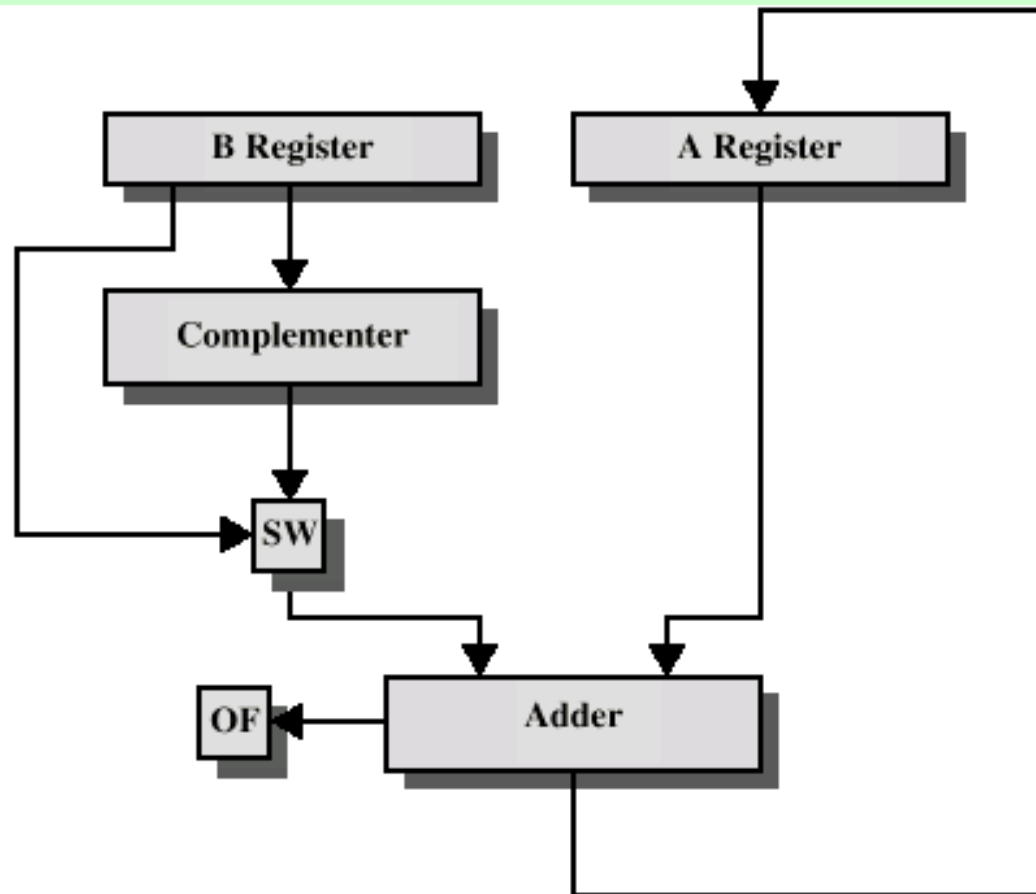 B Register
A Register
Complementer
SW
OF
Adder